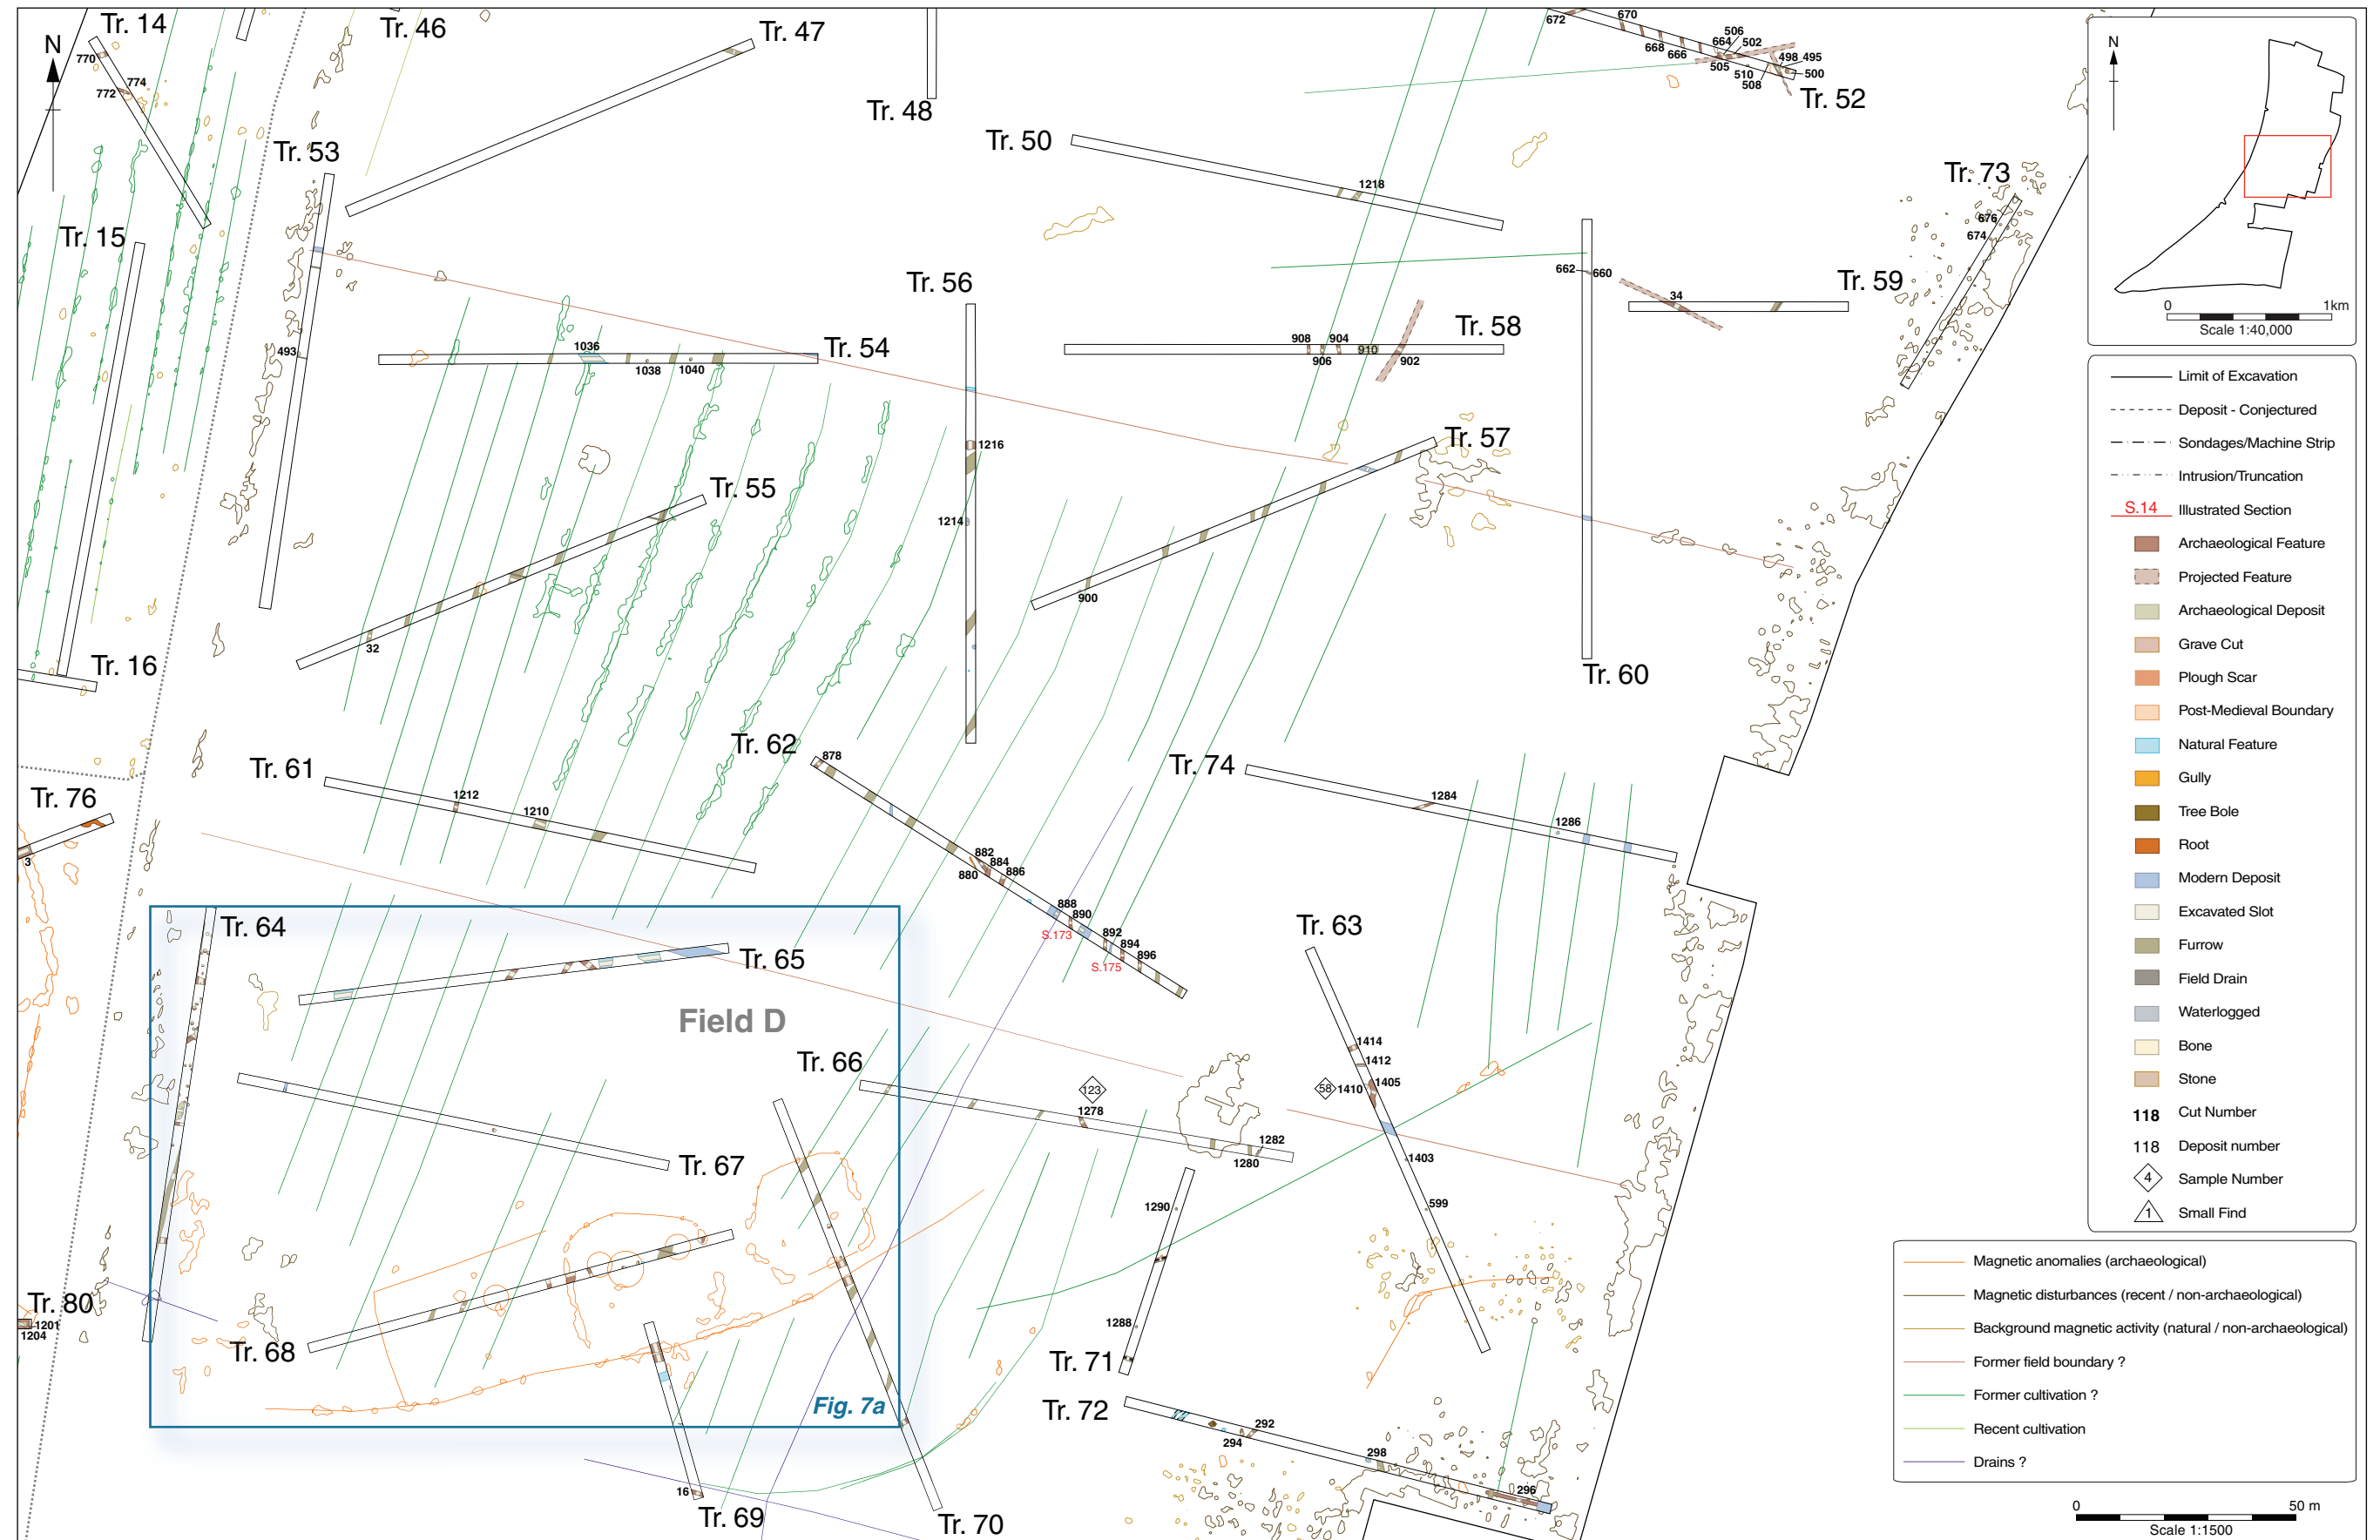 N
Tr. 14
770
774
772
Tr. 46
Tr. 47
Tr. 48
Tr. 50
1218
672
670
506
664
502
668
666
505
498
495
510
500
508
Tr. 52
Tr. 53
493
Tr. 15
Tr. 16
Tr. 73
676
674
Tr. 56
1216
1214
662
660
34
Tr. 59
Tr. 58
908
904
910
906
902
1036
1038
1040
Tr. 54
Tr. 57
900
Tr. 55
32
Tr. 60
Tr. 62
878
882
884
880
886
888
890
S.173
892
894
896
S.175
Tr. 61
1212
1210
Tr. 74
1284
1286
Tr. 76
3
Tr. 64
Tr. 65
Field D
Tr. 63
1414
1412
58
1410
1405
1403
599
Tr. 66
123
1278
1282
1280
Tr. 67
1290
1288
Tr. 71
Tr. 80
1201
1204
Tr. 68
Fig. 7a
16
Tr. 69
Tr. 70
Tr. 72
292
294
298
296
N
0 1km
Scale 1:40,000
Limit of Excavation
Deposit - Conjectured
Sondages/Machine Strip
Intrusion/Truncation
S.14 Illustrated Section
Archaeological Feature
Projected Feature
Archaeological Deposit
Grave Cut
Plough Scar
Post-Medieval Boundary
Natural Feature
Gully
Tree Bole
Root
Modern Deposit
Excavated Slot
Furrow
Field Drain
Waterlogged
Bone
Stone
118 Cut Number
118 Deposit number
4 Sample Number
1 Small Find
Magnetic anomalies (archaeological)
Magnetic disturbances (recent / non-archaeological)
Background magnetic activity (natural / non-archaeological)
Former field boundary ?
Former cultivation ?
Recent cultivation
Drains ?
0 50 m
Scale 1:1500